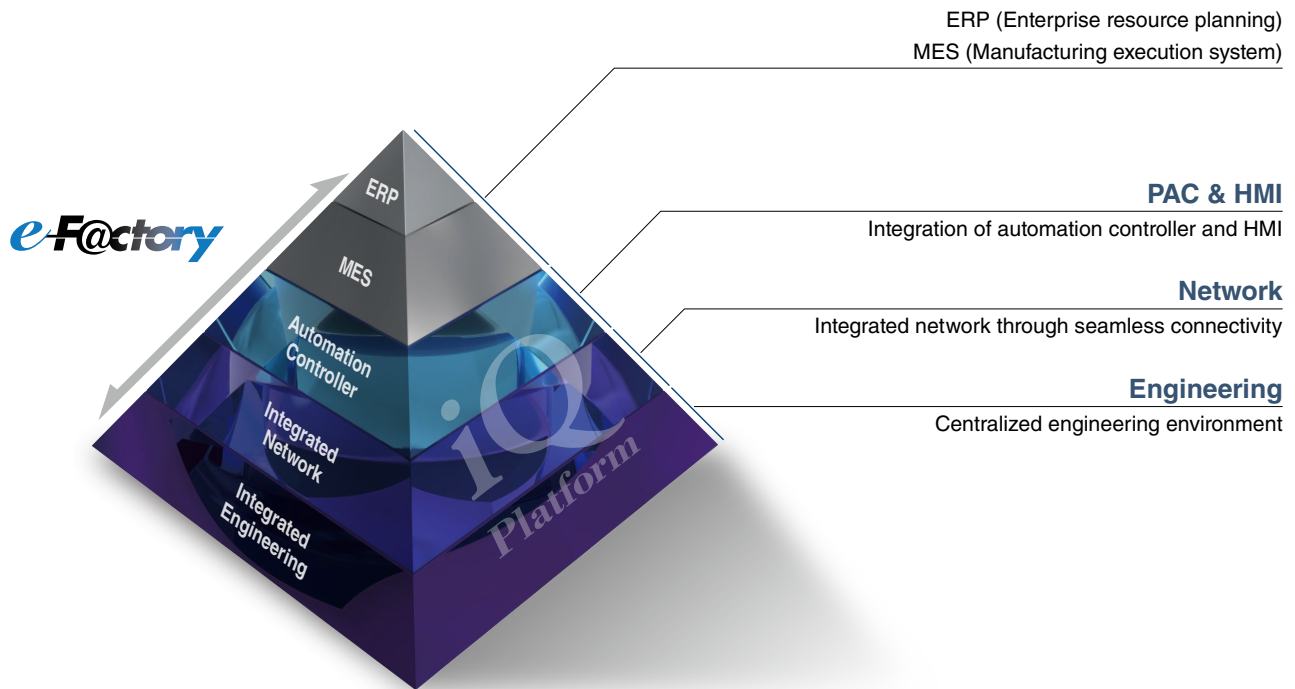 ERP (Enterprise resource planning)
MES (Manufacturing execution system)
e-F@ctory
ERP
MES
Automation
Controller
Integrated
Network
Integrated
Engineering
iQ
Platform
PAC & HMI
Integration of automation controller and HMI
Network
Integrated network through seamless connectivity
Engineering
Centralized engineering environment